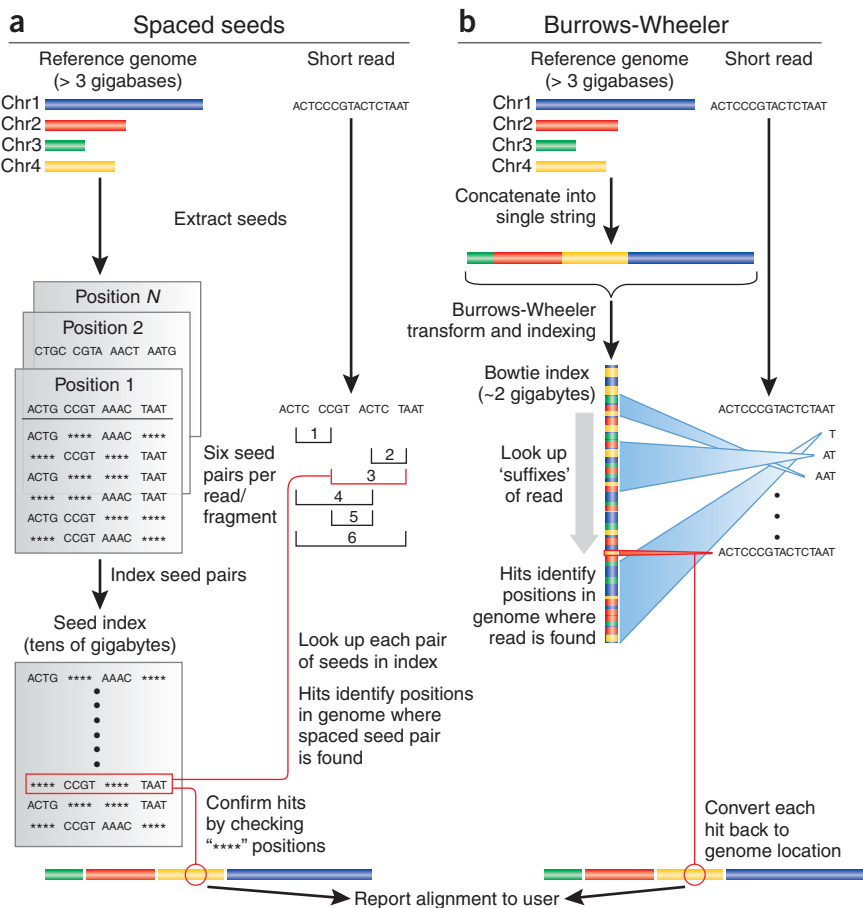 a
Spaced seeds
Reference genome
(> 3 gigabases)
Short read
Chr1
Chr2
Chr3
Chr4
ACTCCCGTACTCTAAT
Extract seeds
Position N
Position 2
CTGC CCGTA AACT AATG
Position 1
ACTG CCGT AAAC TAAT
ACTG **** AAAC ****
**** CCGT **** TAAT
ACTG **** **** TAAT
**** **** AAAC TAAT
ACTG CCGT **** ****
**** CCGT AAAC ****
Six seed
pairs per
read/
fragment
ACTC CCGT ACTC TAAT
1
2
3
4
5
6
Index seed pairs
Seed index
(tens of gigabytes)
ACTG **** AAAC ****
**** CCGT **** TAAT
ACTG **** **** TAAT
**** CCGT AAAC ****
Look up each pair
of seeds in index
Hits identify positions
in genome where
spaced seed pair
is found
Confirm hits
by checking
"****" positions
Report alignment to user
b
Burrows-Wheeler
Reference genome
(> 3 gigabases)
Short read
Chr1
Chr2
Chr3
Chr4
ACTCCCGTACTCTAAT
Concatenate into
single string
Burrows-Wheeler
transform and indexing
Bowtie index
(~2 gigabytes)
Look up
'suffixes'
of read
ACTCCCGTACTCTAAT
T
AT
AAT
ACTCCCGTACTCTAAT
Hits identify
positions in
genome where
read is found
Convert each
hit back to
genome location